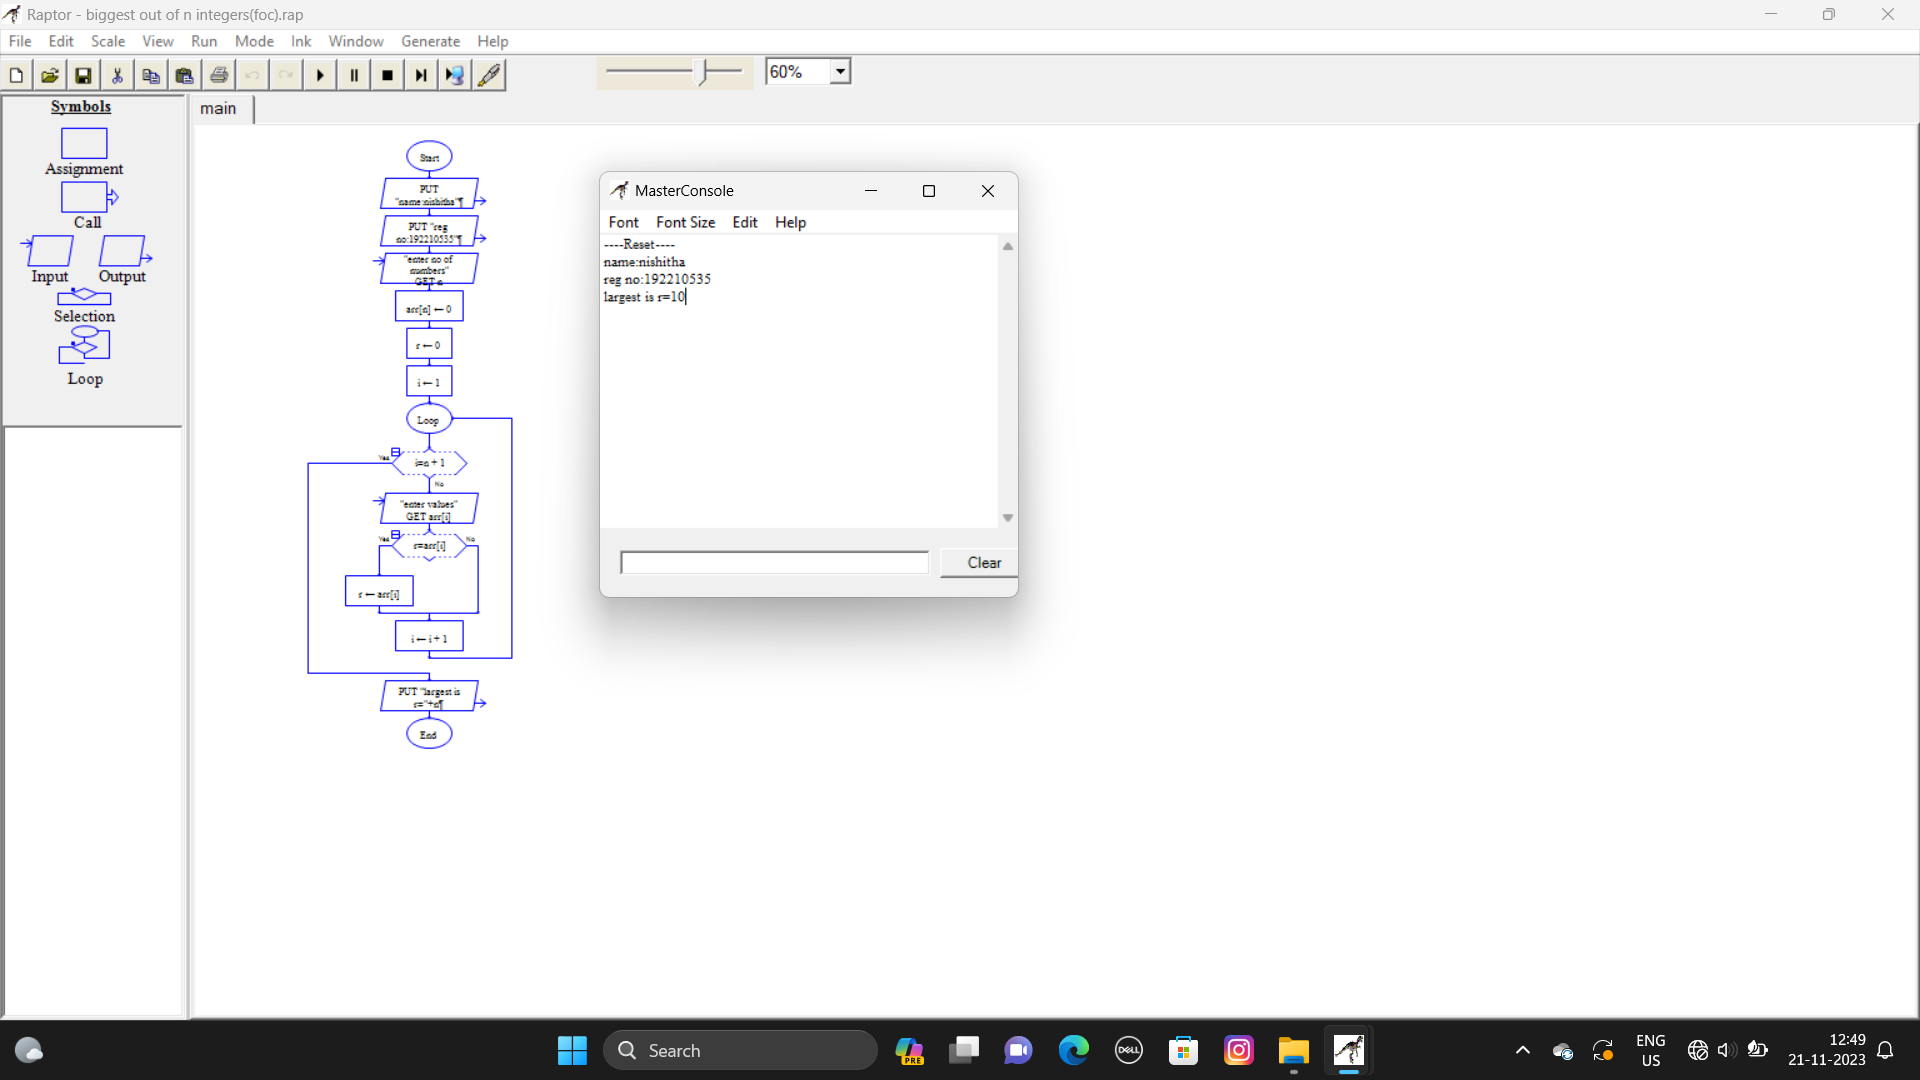 Raptor - biggest out of n integers(foc).rap
File Edit Scale View Run Mode Ink Window Generate Help
60%
Symbols
Assignment
Call
Input Output
Selection
Loop
main
Start
PUT
"name:nishitha"¶
PUT "reg
no:192210535"¶
"enter no of
numbers"
GET n
arr[n] ← 0
r ← 0
i ← 1
Loop
Yes
i=n + 1
No
"enter values"
GET arr[i]
Yes
r=arr[i]
No
r ← arr[i]
i ← i + 1
PUT "largest is
End
MasterConsole
Font Font Size Edit Help
----Reset----
name:nishitha
reg no:192210535
largest is r=10
Clear
Search
PRE
DELL
ENG
US
12:49
21-11-2023